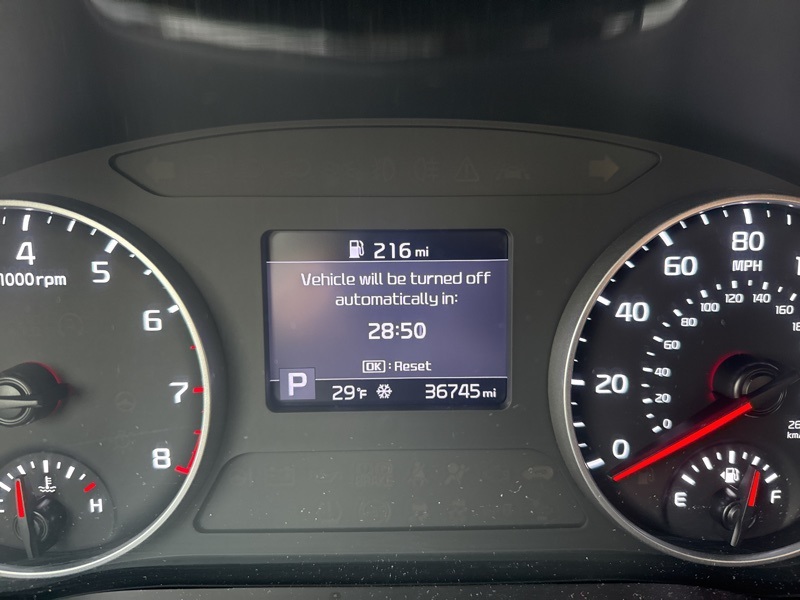 216 mi
Vehicle will be turned off
automatically in:
28:50
OK : Reset
P
29°F
36745 mi
4
1000rpm
5
6
7
8
H
80
MPH
60
40
20
0
160
140
120
100
80
60
40
20
0
E
F